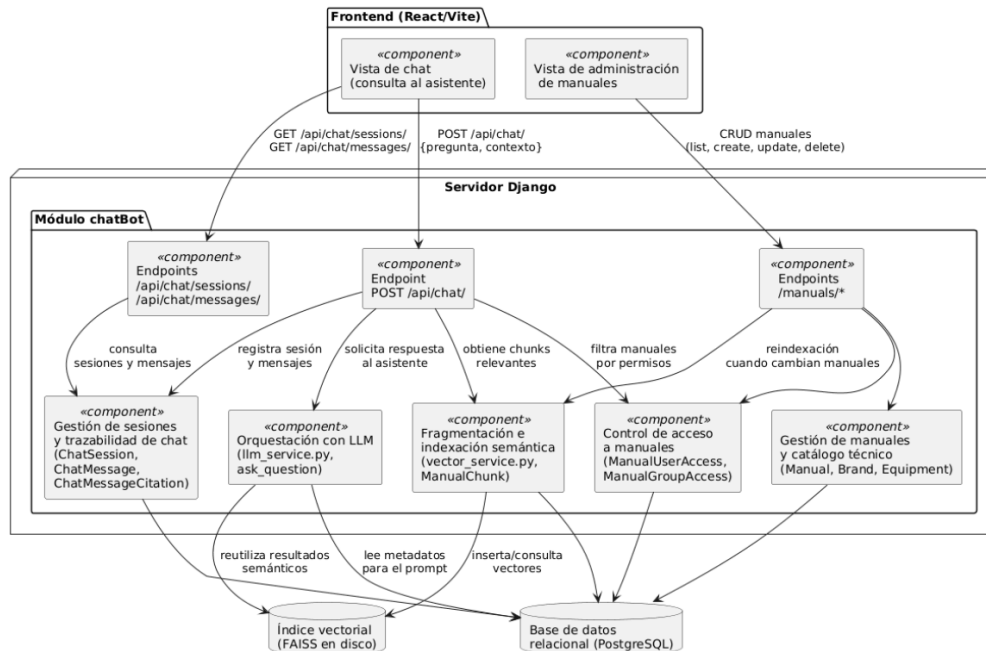 Frontend (React/Vite)
«component»
Vista de chat
(consulta al asistente)
«component»
Vista de administración
de manuales
GET /api/chat/sessions/
GET /api/chat/messages/
POST /api/chat/
{pregunta, contexto}
CRUD manuales
(list, create, update, delete)
Servidor Django
Módulo chatBot
«component»
Endpoints
/api/chat/sessions/
/api/chat/messages/
«component»
Endpoint
POST /api/chat/
«component»
Endpoints
/manuals/*
consulta
sesiones y mensajes
registra sesión
y mensajes
solicita respuesta
al asistente
obtiene chunks
relevantes
filtra manuales
por permisos
reindexación
cuando cambian manuales
«component»
Gestión de sesiones
y trazabilidad de chat
(ChatSession,
ChatMessage,
ChatMessageCitation)
«component»
Orquestación con LLM
(llm_service.py,
ask_question)
«component»
Fragmentación e
indexación semántica
(vector_service.py,
ManualChunk)
«component»
Control de acceso
a manuales
(ManualUserAccess,
ManualGroupAccess)
«component»
Gestión de manuales
y catálogo técnico
(Manual, Brand, Equipment)
reutiliza resultados
semánticos
lee metadatos
para el prompt
inserta/consulta
vectores
Índice vectorial
(FAISS en disco)
Base de datos
relacional (PostgreSQL)